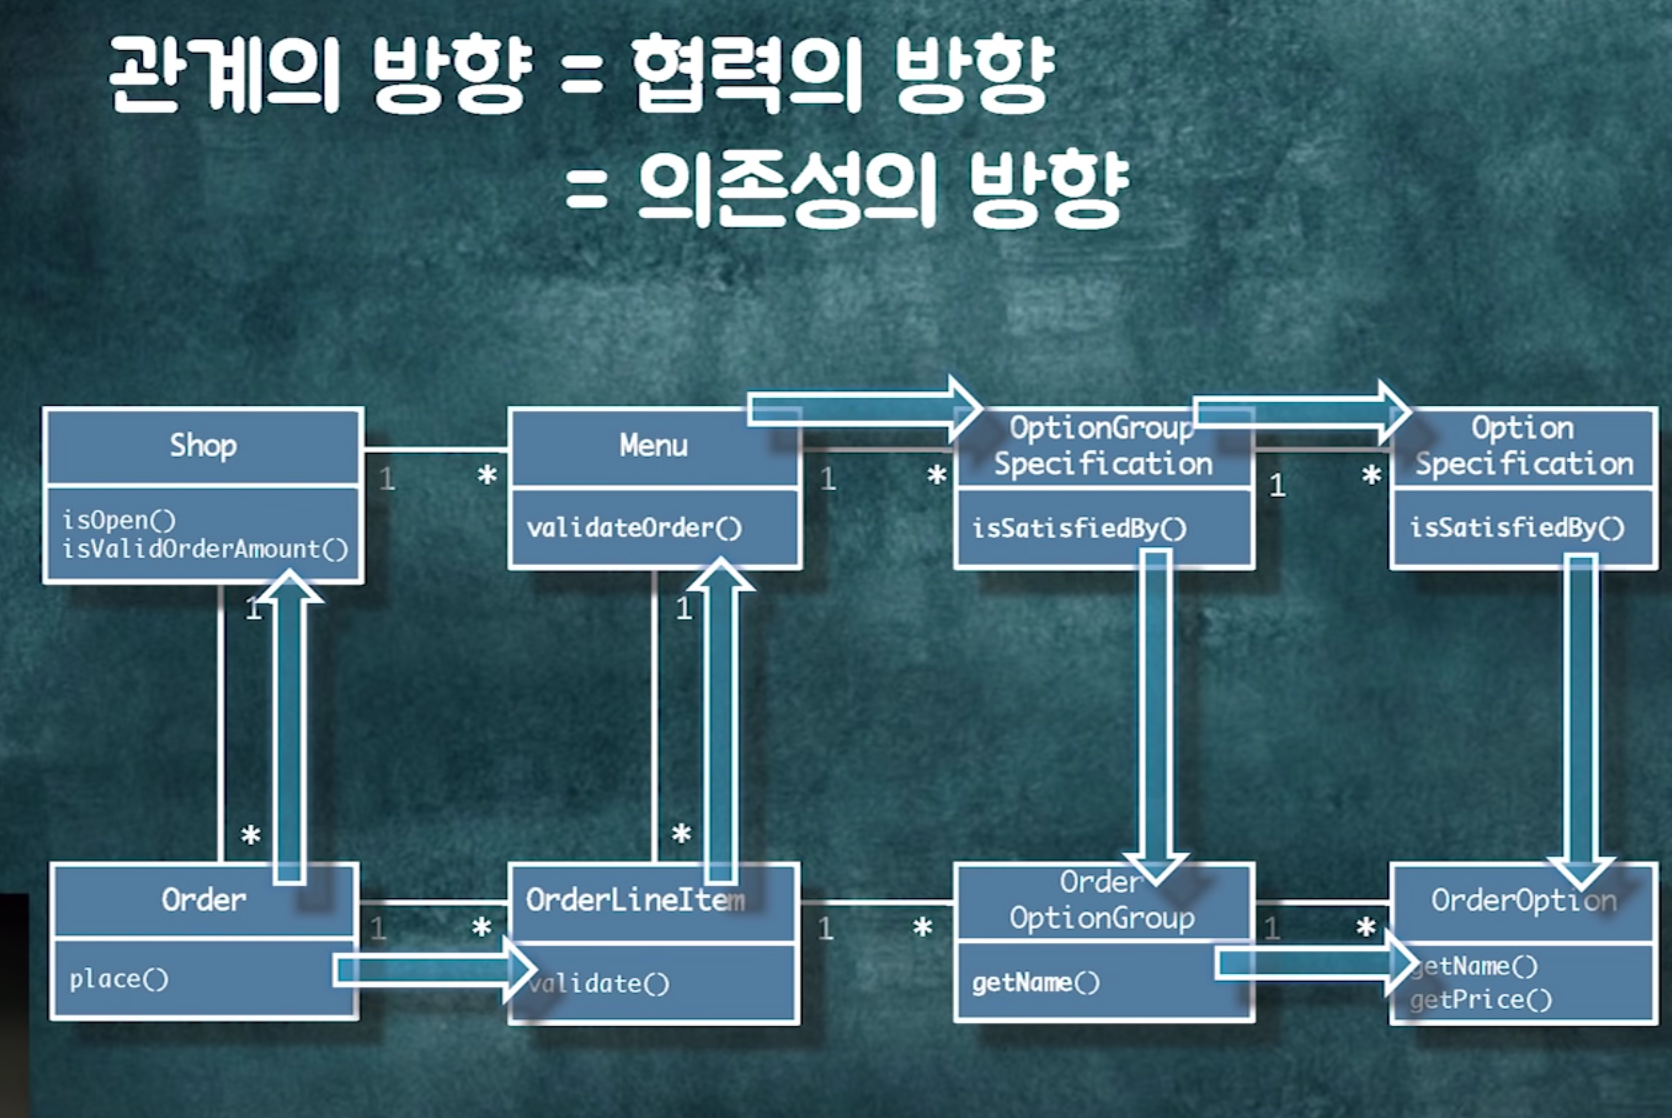 관계의 방향 = 협력의 방향
= 의존성의 방향
Shop
isOpen()
isValidOrderAmount()
1
*
Menu
validateOrder()
1
*
OptionGroup
Specification
isSatisfiedBy()
1
*
Option
Specification
isSatisfiedBy()
1
*
1
*
Order
place()
1
*
OrderLineItem
validate()
1
*
Order
OptionGroup
getName()
1
*
OrderOption
getName()
getPrice()